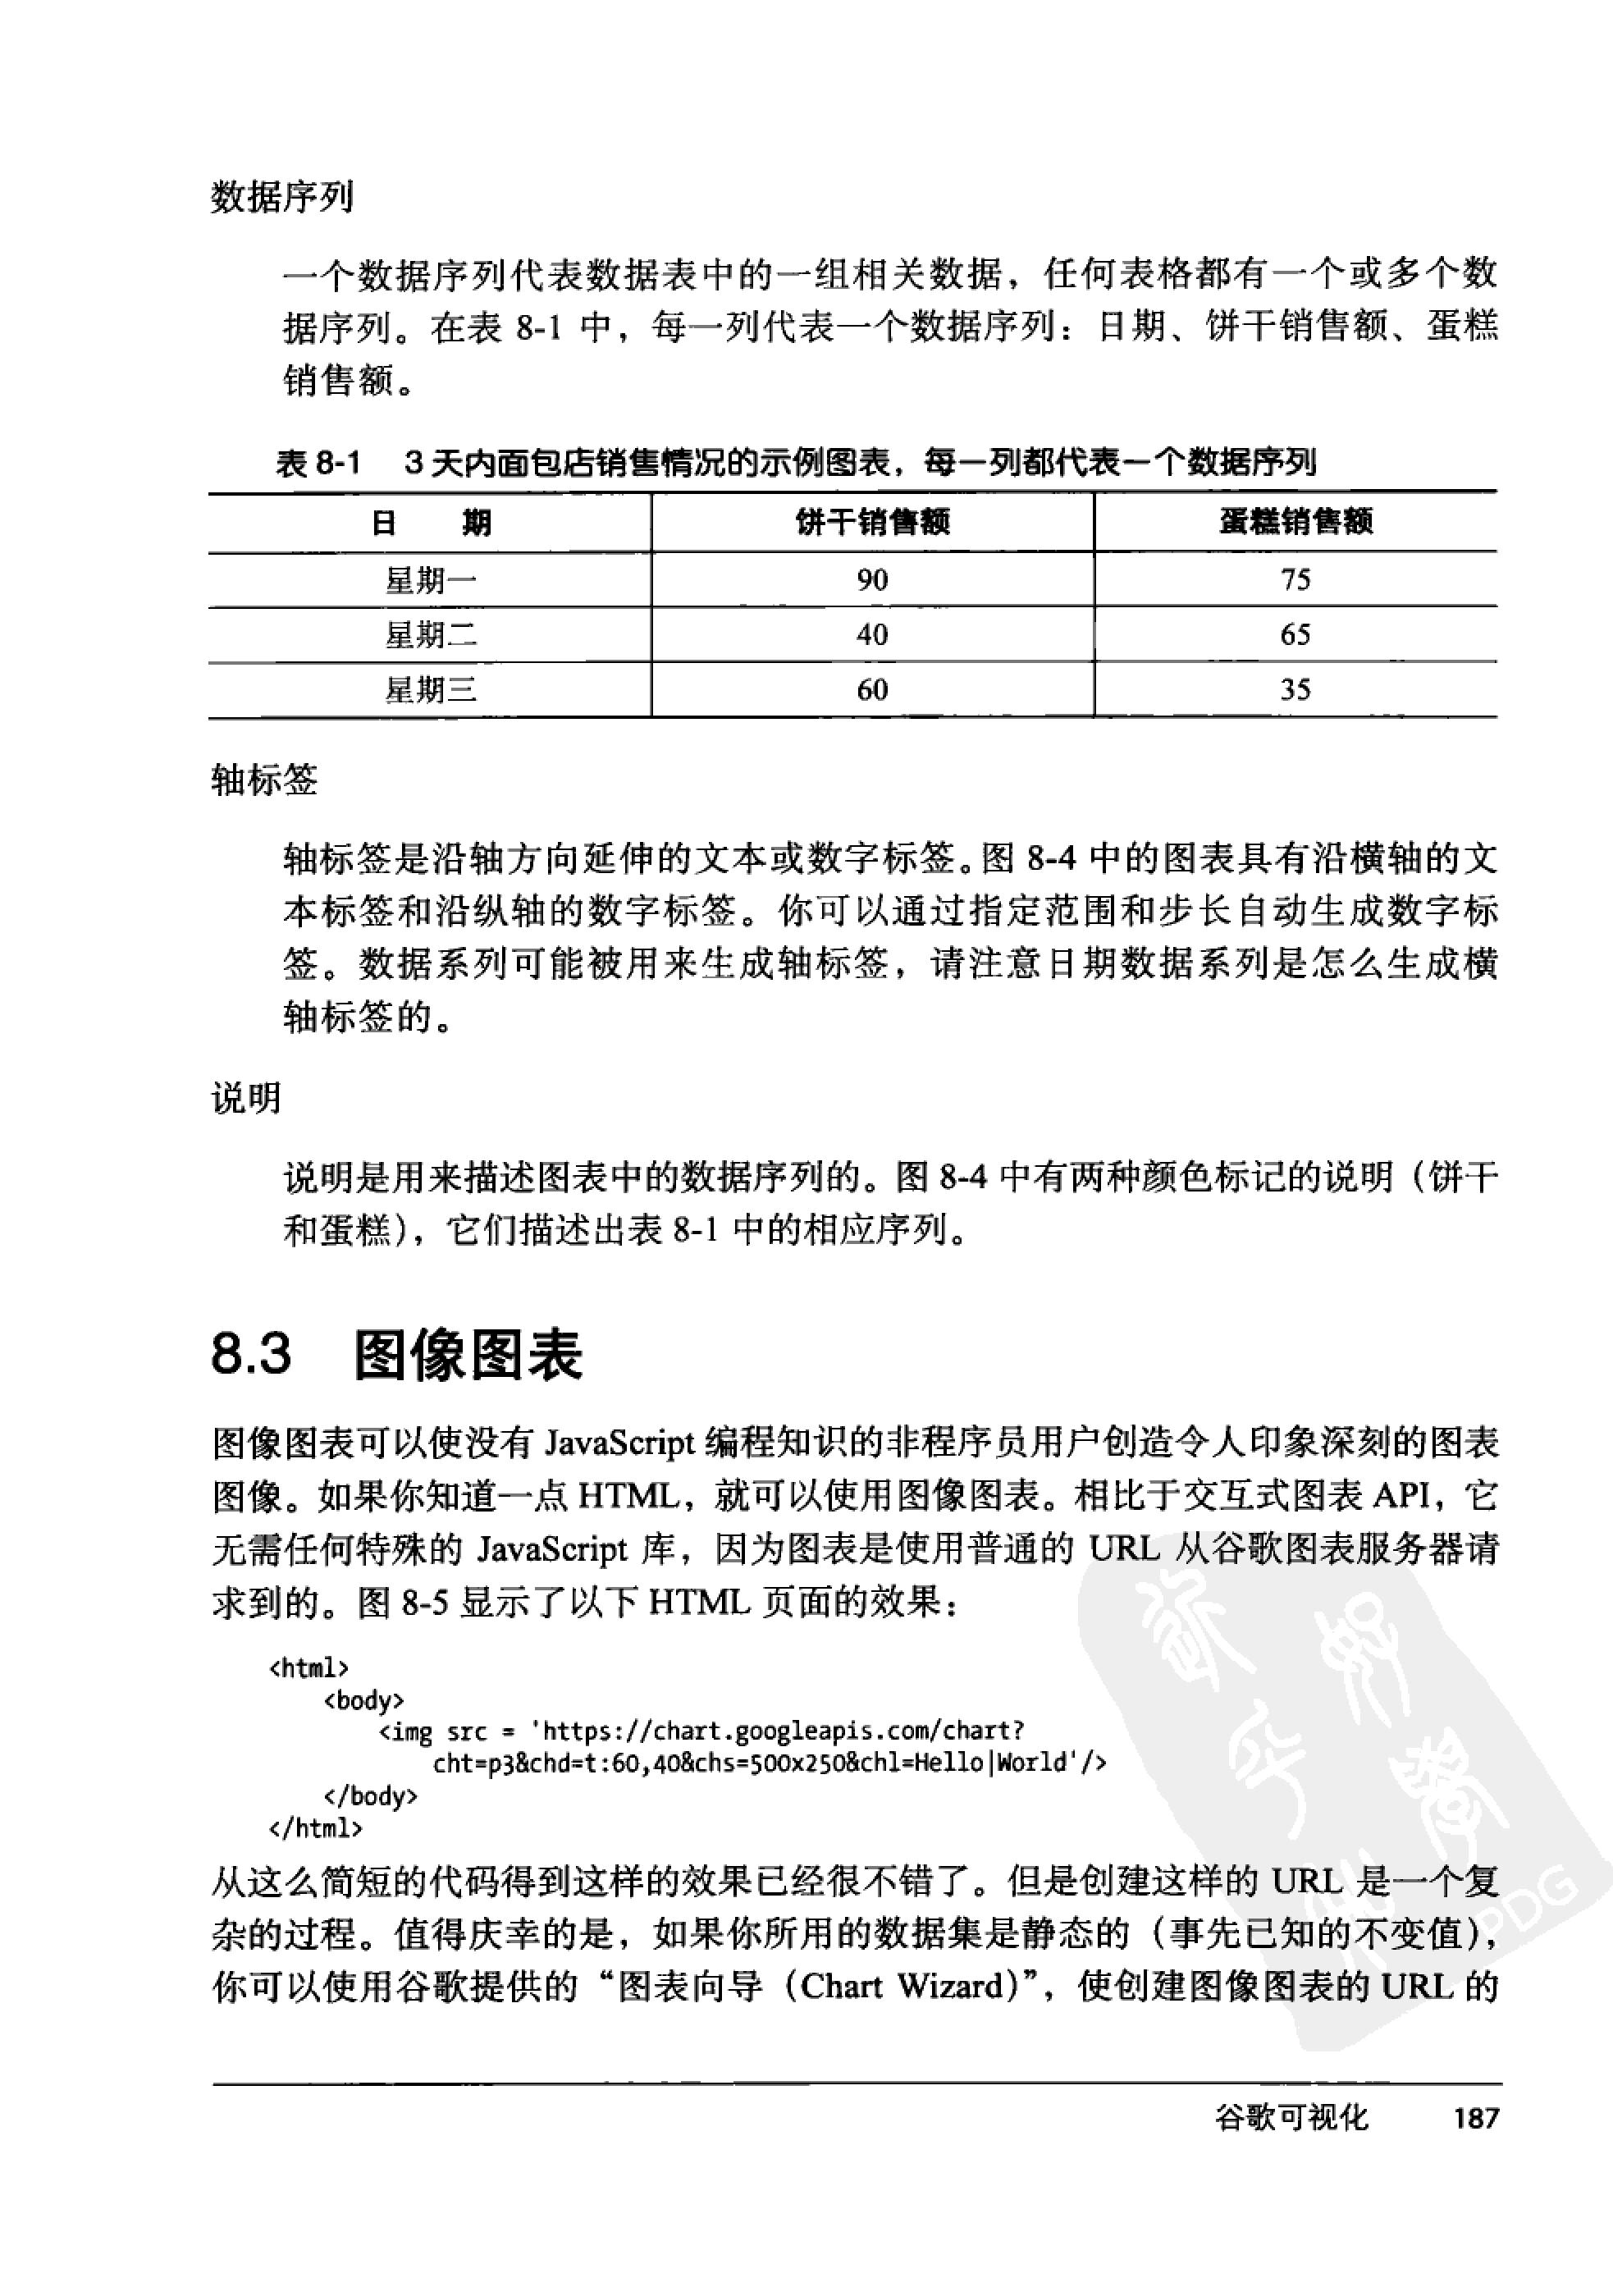 数据序列
一个数据序列代表数据表中的一组相关数据，任何表格都有一个或多个数
据序列。在表 8-1 中，每一列代表一个数据序列：日期、饼干销售额、蛋糕
销售额。
表 8-1 3 天内面包店销售情况的示例图表，每一列都代表一个数据序列
日 期 饼干销售额 蛋糕销售额
星期一 90 75
星期二 40 65
星期三 60 35
轴标签
轴标签是沿轴方向延伸的文本或数字标签。图 8-4 中的图表具有沿横轴的文
本标签和沿纵轴的数字标签。你可以通过指定范围和步长自动生成数字标
签。数据系列可能被用来生成轴标签，请注意日期数据系列是怎么生成横
轴标签的。
说明
说明是用来描述图表中的数据序列的。图 8-4 中有两种颜色标记的说明（饼干
和蛋糕），它们描述出表 8-1 中的相应序列。
8.3 图像图表
图像图表可以使没有 JavaScript 编程知识的非程序员用户创造令人印象深刻的图表
图像。如果你知道一点 HTML，就可以使用图像图表。相比于交互式图表 API，它
无需任何特殊的 JavaScript 库，因为图表是使用普通的 URL 从谷歌图表服务器请
求到的。图 8-5 显示了以下 HTML 页面的效果：
<html>
<body>
<img src = 'https://chart.googleapis.com/chart?
cht=p3&chd=t:60,40&chs=500x250&chl=Hello|World'/>
</body>
</html>
从这么简短的代码得到这样的效果已经很不错了。但是创建这样的 URL 是一个复
杂的过程。值得庆幸的是，如果你所用的数据集是静态的（事先已知的不变值），
你可以使用谷歌提供的“图表向导（Chart Wizard）”，使创建图像图表的 URL 的
PDG
谷歌可视化 187